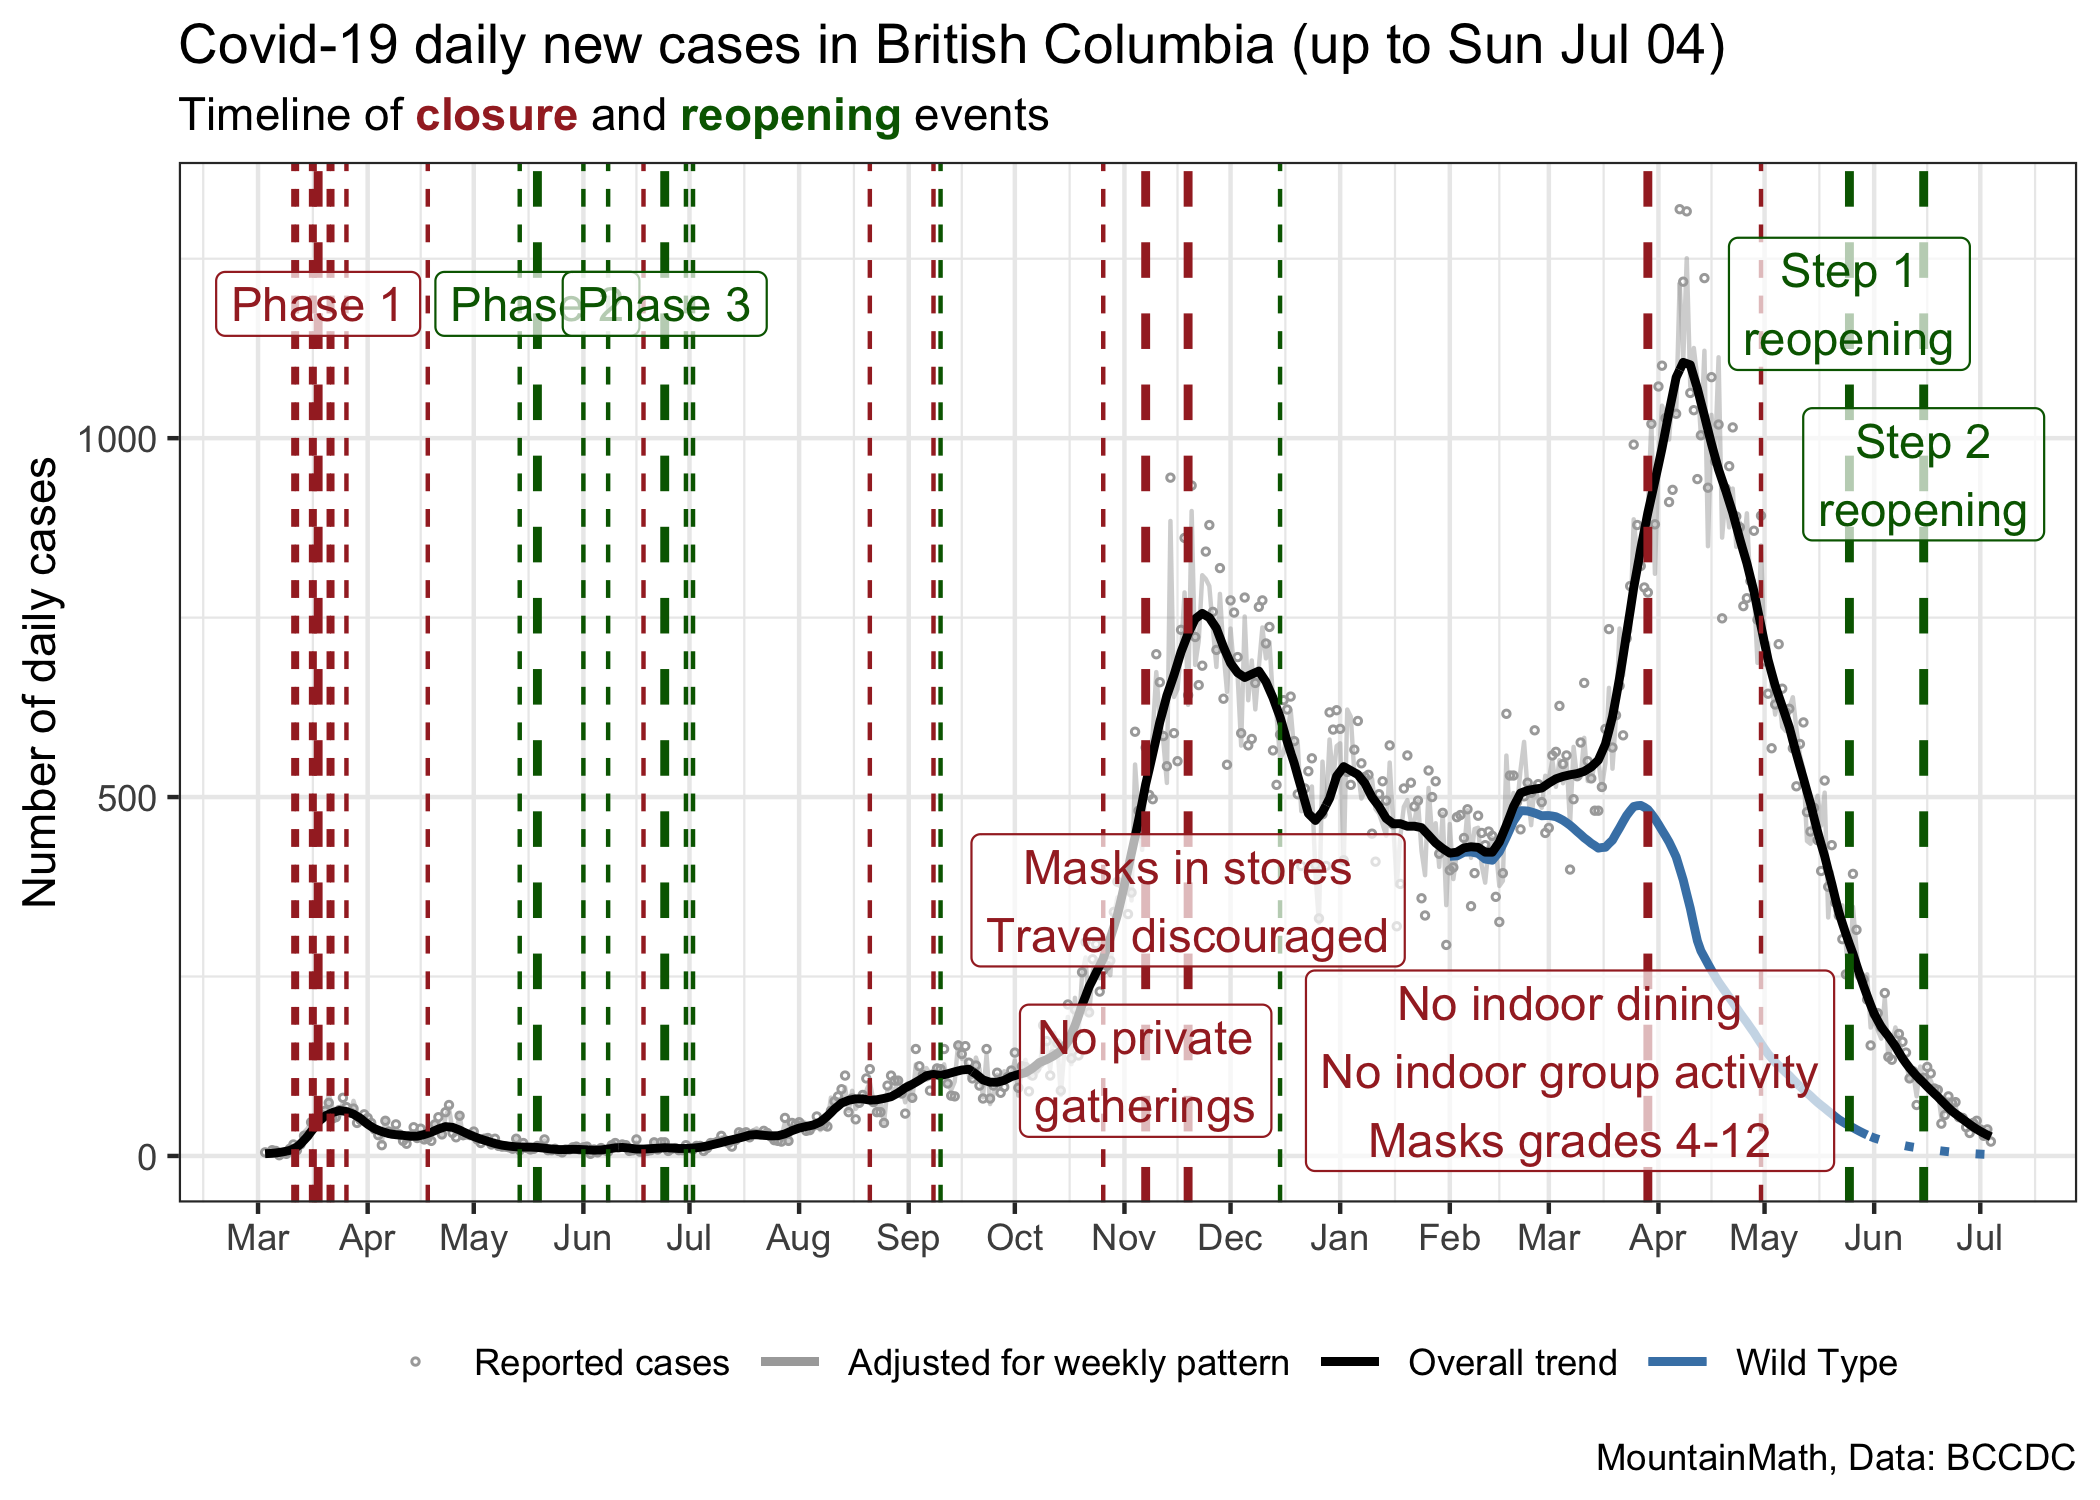 Covid-19 daily new cases in British Columbia (up to Sun Jul 04)
Timeline of closure and reopening events
Number of daily cases
1000
500
0
Phase 1
Phase 2
Phase 3
Step 1
reopening
Step 2
reopening
Masks in stores
Travel discouraged
No private
gatherings
No indoor dining
No indoor group activity
Masks grades 4-12
Mar Apr May Jun Jul Aug Sep Oct Nov Dec Jan Feb Mar Apr May Jun Jul
Reported cases Adjusted for weekly pattern Overall trend Wild Type
MountainMath, Data: BCCDC